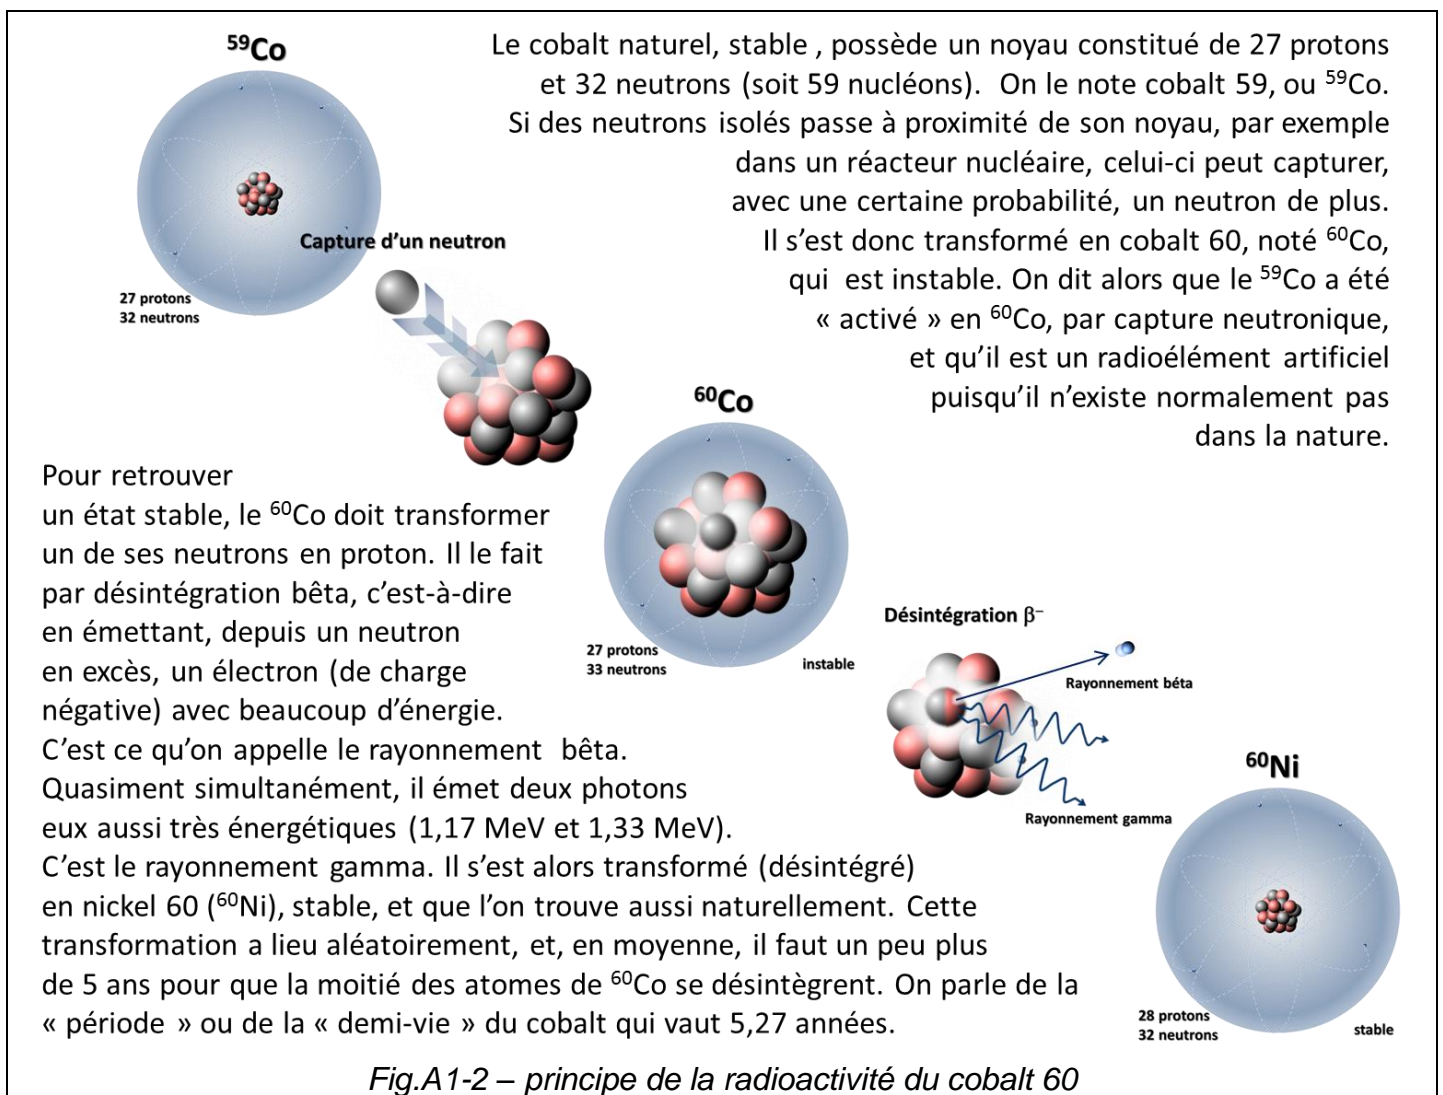 ⁵⁹Co
Le cobalt naturel, stable , possède un noyau constitué de 27 protons
et 32 neutrons (soit 59 nucléons).  On le note cobalt 59, ou ⁵⁹Co.
Si des neutrons isolés passe à proximité de son noyau, par exemple
dans un réacteur nucléaire, celui-ci peut capturer,
avec une certaine probabilité, un neutron de plus.
Il s’est donc transformé en cobalt 60, noté ⁶⁰Co,
qui  est instable. On dit alors que le ⁵⁹Co a été
« activé » en ⁶⁰Co, par capture neutronique,
et qu’il est un radioélément artificiel
puisqu’il n’existe normalement pas
dans la nature.
Capture d’un neutron
27 protons
32 neutrons
⁶⁰Co
27 protons
33 neutrons
instable
Pour retrouver
un état stable, le ⁶⁰Co doit transformer
un de ses neutrons en proton. Il le fait
par désintégration bêta, c’est-à-dire
en émettant, depuis un neutron
en excès, un électron (de charge
négative) avec beaucoup d’énergie.
C’est ce qu’on appelle le rayonnement  bêta.
Quasiment simultanément, il émet deux photons
eux aussi très énergétiques (1,17 MeV et 1,33 MeV).
C’est le rayonnement gamma. Il s’est alors transformé (désintégré)
en nickel 60 (⁶⁰Ni), stable, et que l’on trouve aussi naturellement. Cette
transformation a lieu aléatoirement, et, en moyenne, il faut un peu plus
de 5 ans pour que la moitié des atomes de ⁶⁰Co se désintègrent. On parle de la
« période » ou de la « demi-vie » du cobalt qui vaut 5,27 années.
Désintégration β⁻
Rayonnement béta
Rayonnement gamma
⁶⁰Ni
28 protons
32 neutrons
stable
Fig.A1-2 – principe de la radioactivité du cobalt 60